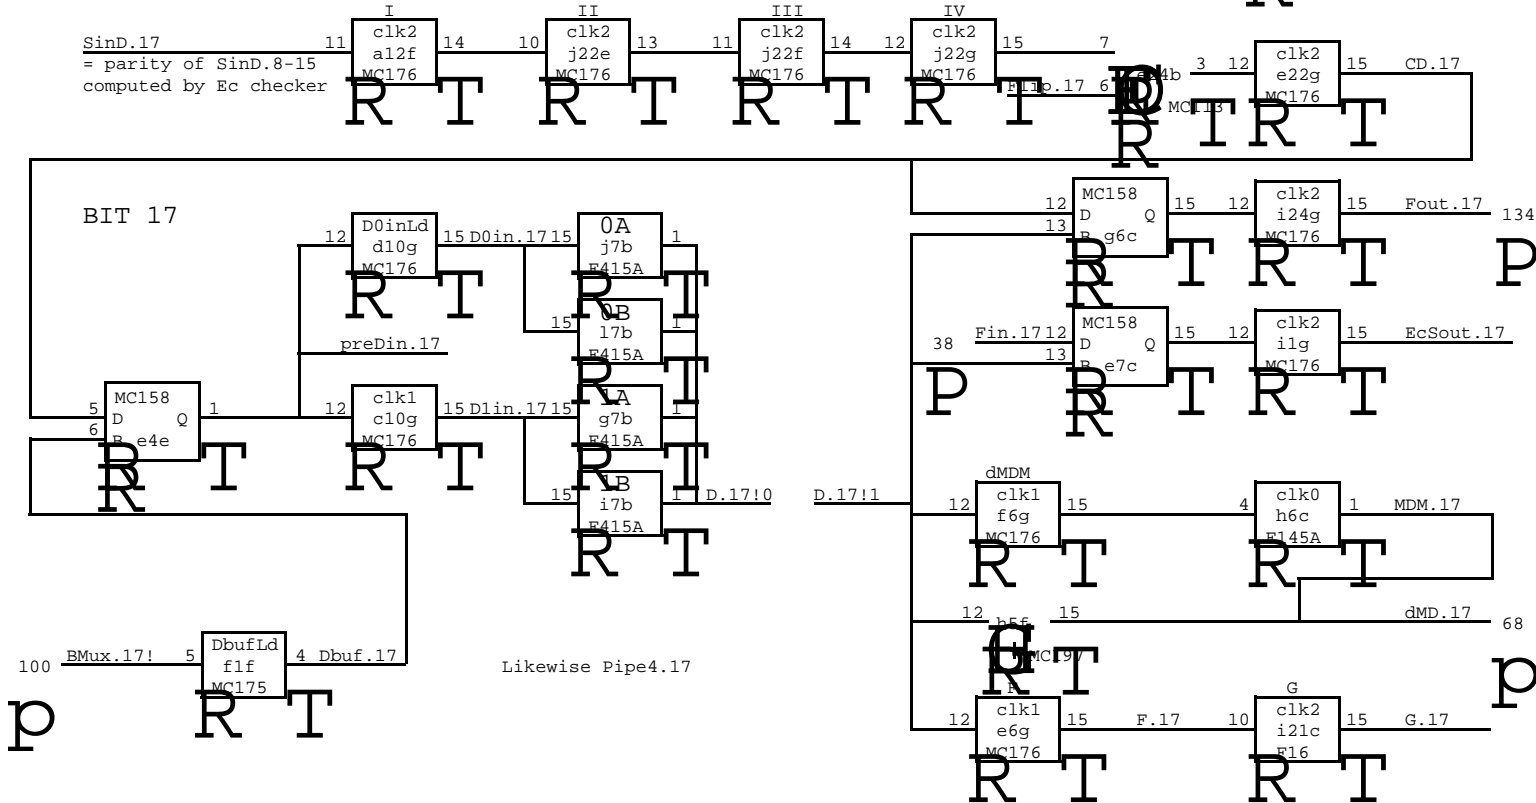 I II III IV
SinD.17 11 clk2 14 10 clk2 13 11 clk2 14 12 clk2 15 7
a12f j22e j22f j22g
MC176 MC176 MC176 MC176
= parity of SinD.8-15
computed by Ec checker
R T R T R T R T
Flip.17 6 e24b 3 12 clk2 15 CD.17
e22g
MC113 MC176
R T R T
BIT 17
12 MC158 15 12 clk2 15 Fout.17 134
D Q i24g
13 B g6c MC176
R T R T P
R
12 D0inLd 15 D0in.17 15 0A 1
d10g j7b
MC176 F415A
R T R T
15 0B 1
l7b
F415A
R T
preDin.17
38 Fin.17 12 MC158 15 12 clk2 15 EcSout.17
D Q i1g
13 B e7c MC176
P R T R T
R
5 MC158 1 12 clk1 15 D1in.17 15 1A 1
D Q c10g g7b
6 B e4e MC176 F415A
R T R T R T
R
15 1B 1 D.17!0 D.17!1
i7b
F415A
R T
dMDM
12 clk1 15 4 clk0 1 MDM.17
f6g h6c
MC176 F145A
R T R T
12 h5f 15 dMD.17 68
MC197
R T p
100 BMux.17! 5 DbufLd 4 Dbuf.17
f1f
MC175
p R T
Likewise Pipe4.17
F G
12 clk1 15 F.17 10 clk2 15 G.17
e6g i21c
MC176 F16
R T R T